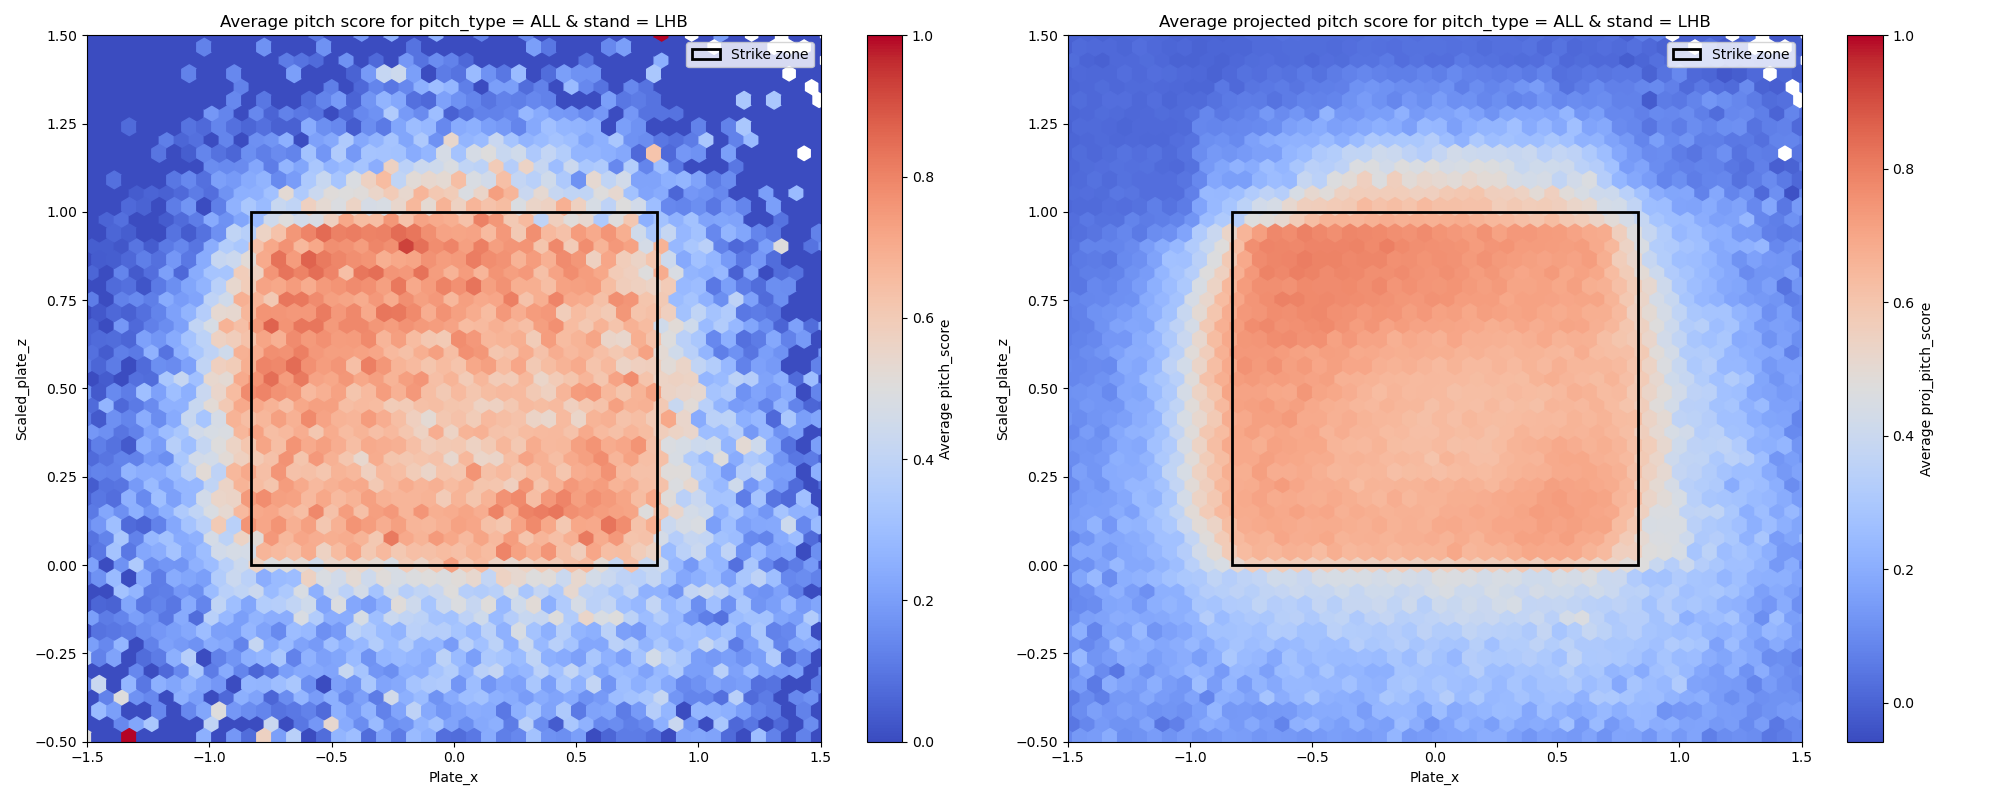 Average pitch score for pitch_type = ALL & stand = LHB
Strike zone
1.50
1.25
1.00
0.75
0.50
0.25
0.00
−0.25
−0.50
Scaled_plate_z
−1.5 −1.0 −0.5 0.0 0.5 1.0 1.5
Plate_x
1.0
0.8
0.6
0.4
0.2
0.0
Average pitch_score
Average projected pitch score for pitch_type = ALL & stand = LHB
Strike zone
1.50
1.25
1.00
0.75
0.50
0.25
0.00
−0.25
−0.50
Scaled_plate_z
−1.5 −1.0 −0.5 0.0 0.5 1.0 1.5
Plate_x
1.0
0.8
0.6
0.4
0.2
0.0
Average proj_pitch_score